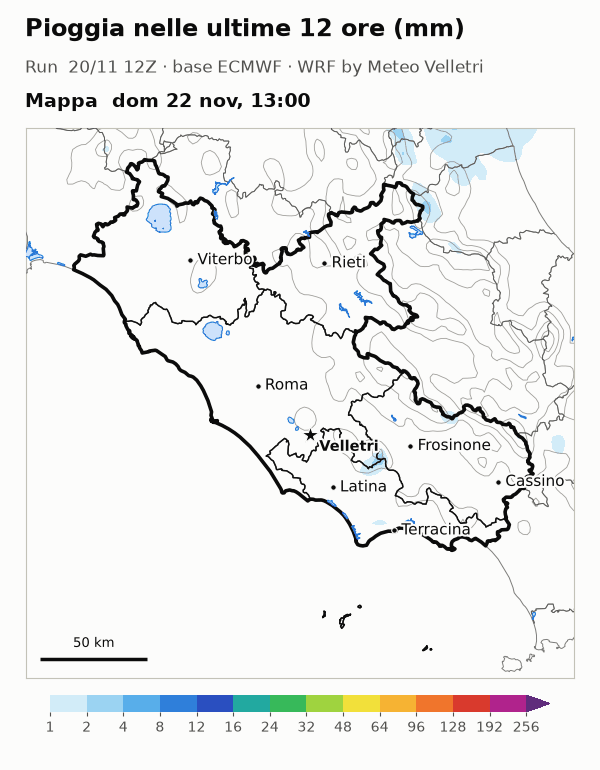 Pioggia nelle ultime 12 ore (mm)
Run  20/11 12Z · base ECMWF · WRF by Meteo Velletri
Mappa  dom 22 nov, 13:00
Viterbo
Rieti
Roma
Velletri
Frosinone
Latina
Cassino
Terracina
50 km
1 2 4 8 12 16 24 32 48 64 96 128 192 256